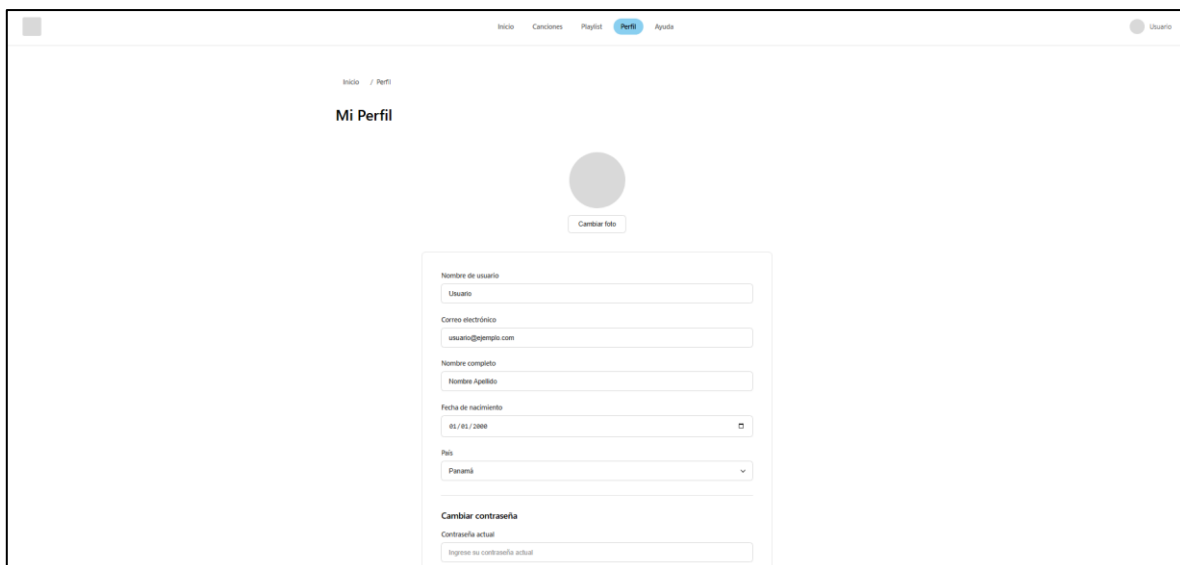 Inicio Canciones Playlist Perfil Ayuda Usuario
Inicio / Perfil
Mi Perfil
Cambiar foto
Nombre de usuario
Usuario
Correo electrónico
usuario@ejemplo.com
Nombre completo
Nombre Apellido
Fecha de nacimiento
01/01/2000
País
Panamá
Cambiar contraseña
Contraseña actual
Ingrese su contraseña actual